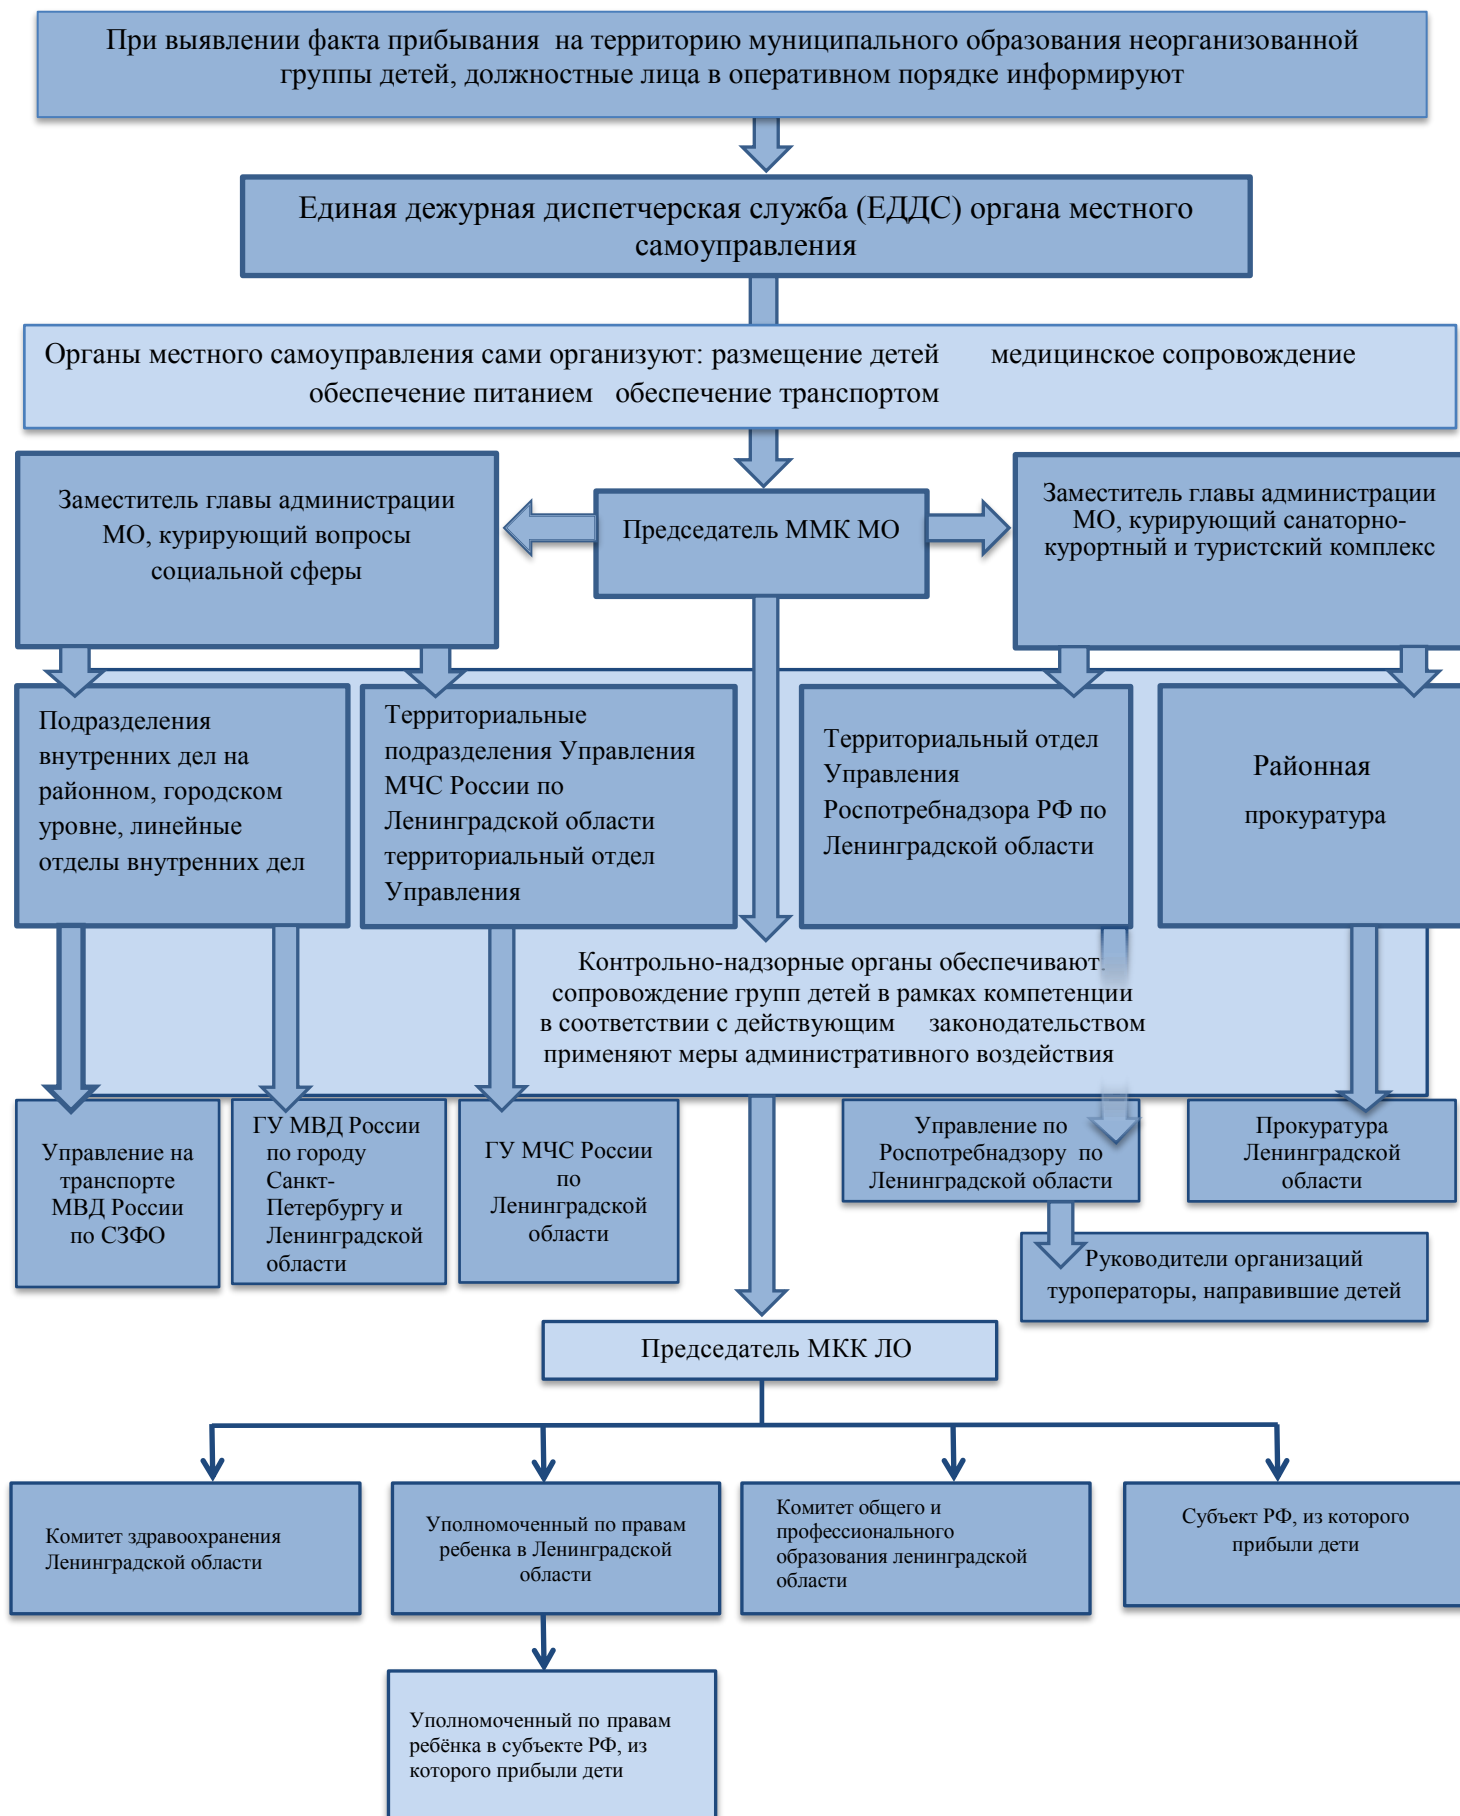 При выявлении факта прибывания на территорию муниципального образования неорганизованной
группы детей, должностные лица в оперативном порядке информируют
Единая дежурная диспетчерская служба (ЕДДС) органа местного
самоуправления
Органы местного самоуправления сами организуют: размещение детей медицинское сопровождение
обеспечение питанием обеспечение транспортом
Заместитель главы администрации
МО, курирующий вопросы
социальной сферы
Председатель ММК МО
Заместитель главы администрации
МО, курирующий санаторно-
курортный и туристский комплекс
Подразделения
внутренних дел на
районном, городском
уровне, линейные
отделы внутренних дел
Территориальные
подразделения Управления
МЧС России по
Ленинградской области
территориальный отдел
Управления
Территориальный отдел
Управления
Роспотребнадзора РФ по
Ленинградской области
Районная
прокуратура
Контрольно-надзорные органы обеспечивают:
сопровождение групп детей в рамках компетенции
в соответствии с действующим законодательством
применяют меры административного воздействия
Управление на
транспорте
МВД России
по СЗФО
ГУ МВД России
по городу
Санкт-
Петербургу и
Ленинградской
области
ГУ МЧС России
по
Ленинградской
области
Управление по
Роспотребнадзору по
Ленинградской области
Прокуратура
Ленинградской
области
Руководители организаций
туроператоры, направившие детей
Председатель МКК ЛО
Комитет здравоохранения
Ленинградской области
Уполномоченный по правам
ребенка в Ленинградской
области
Комитет общего и
профессионального
образования ленинградской
области
Субъект РФ, из которого
прибыли дети
Уполномоченный по правам
ребёнка в субъекте РФ, из
которого прибыли дети